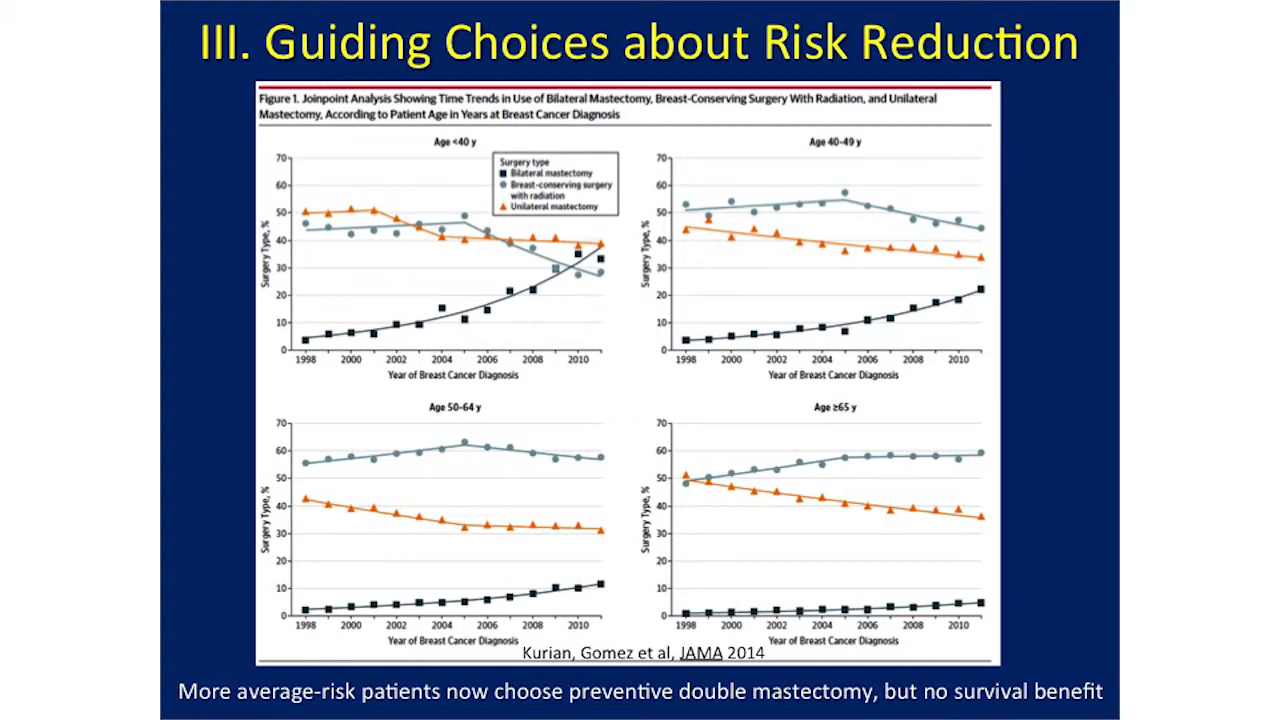 III. Guiding Choices about Risk Reduction
Figure 1. Joinpoint Analysis Showing Time Trends in Use of Bilateral Mastectomy, Breast-Conserving Surgery With Radiation, and Unilateral
Mastectomy, According to Patient Age in Years at Breast Cancer Diagnosis
Age <40 y
Surgery type
Bilateral mastectomy
Breast-conserving surgery
with radiation
Unilateral mastectomy
Surgery Type, %
70
60
50
40
30
20
10
0
1998 2000 2002 2004 2006 2008 2010
Year of Breast Cancer Diagnosis
Age 40-49 y
Surgery Type, %
70
60
50
40
30
20
10
0
1998 2000 2002 2004 2006 2008 2010
Year of Breast Cancer Diagnosis
Age 50-64 y
Surgery Type, %
70
60
50
40
30
20
10
0
1998 2000 2002 2004 2006 2008 2010
Year of Breast Cancer Diagnosis
Age ≥65 y
Surgery Type, %
70
60
50
40
30
20
10
0
1998 2000 2002 2004 2006 2008 2010
Year of Breast Cancer Diagnosis
Kurian, Gomez et al, JAMA 2014
More average-risk patients now choose preventive double mastectomy, but no survival benefit